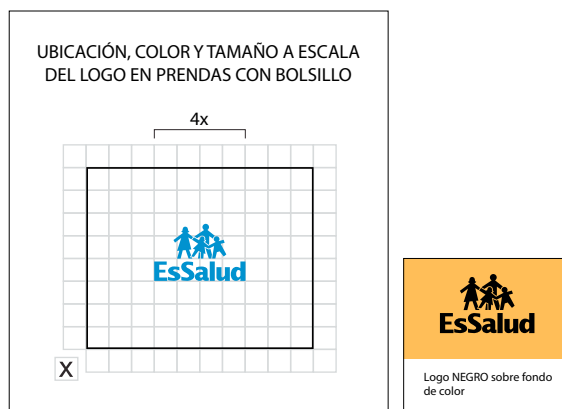 UBICACIÓN, COLOR Y TAMAÑO A ESCALA
DEL LOGO EN PRENDAS CON BOLSILLO
4x
EsSalud
X
EsSalud
Logo NEGRO sobre fondo
de color